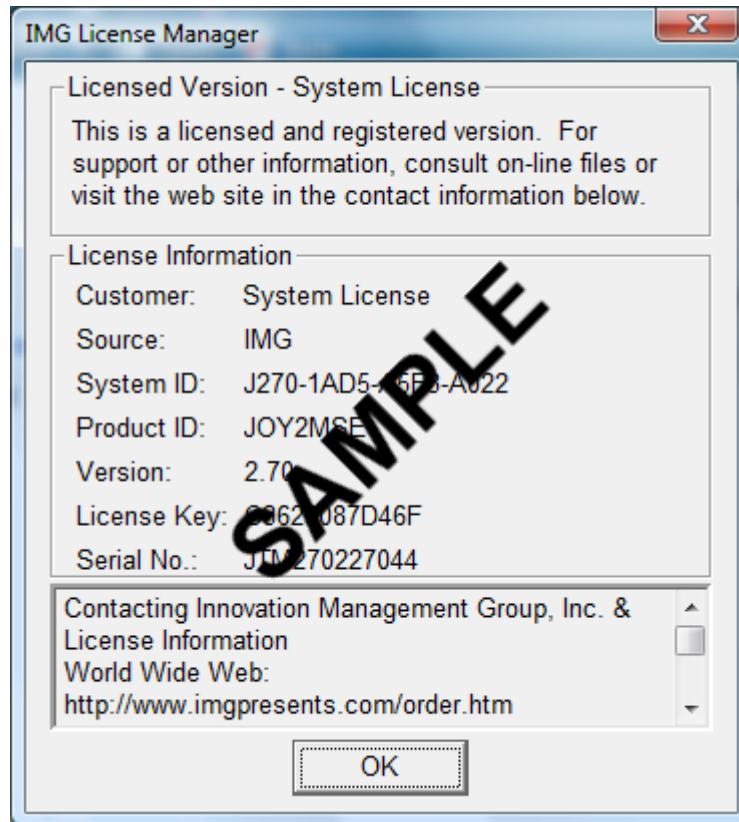 IMG License Manager
Licensed Version - System License
This is a licensed and registered version.  For
support or other information, consult on-line files or
visit the web site in the contact information below.
License Information
Customer: System License
Source: IMG
System ID:
Product ID:
Version: 2.70
License Key:
Serial No.:
SAMPLE
Contacting Innovation Management Group, Inc. &
License Information
World Wide Web:
http://www.imgpresents.com/order.htm
OK